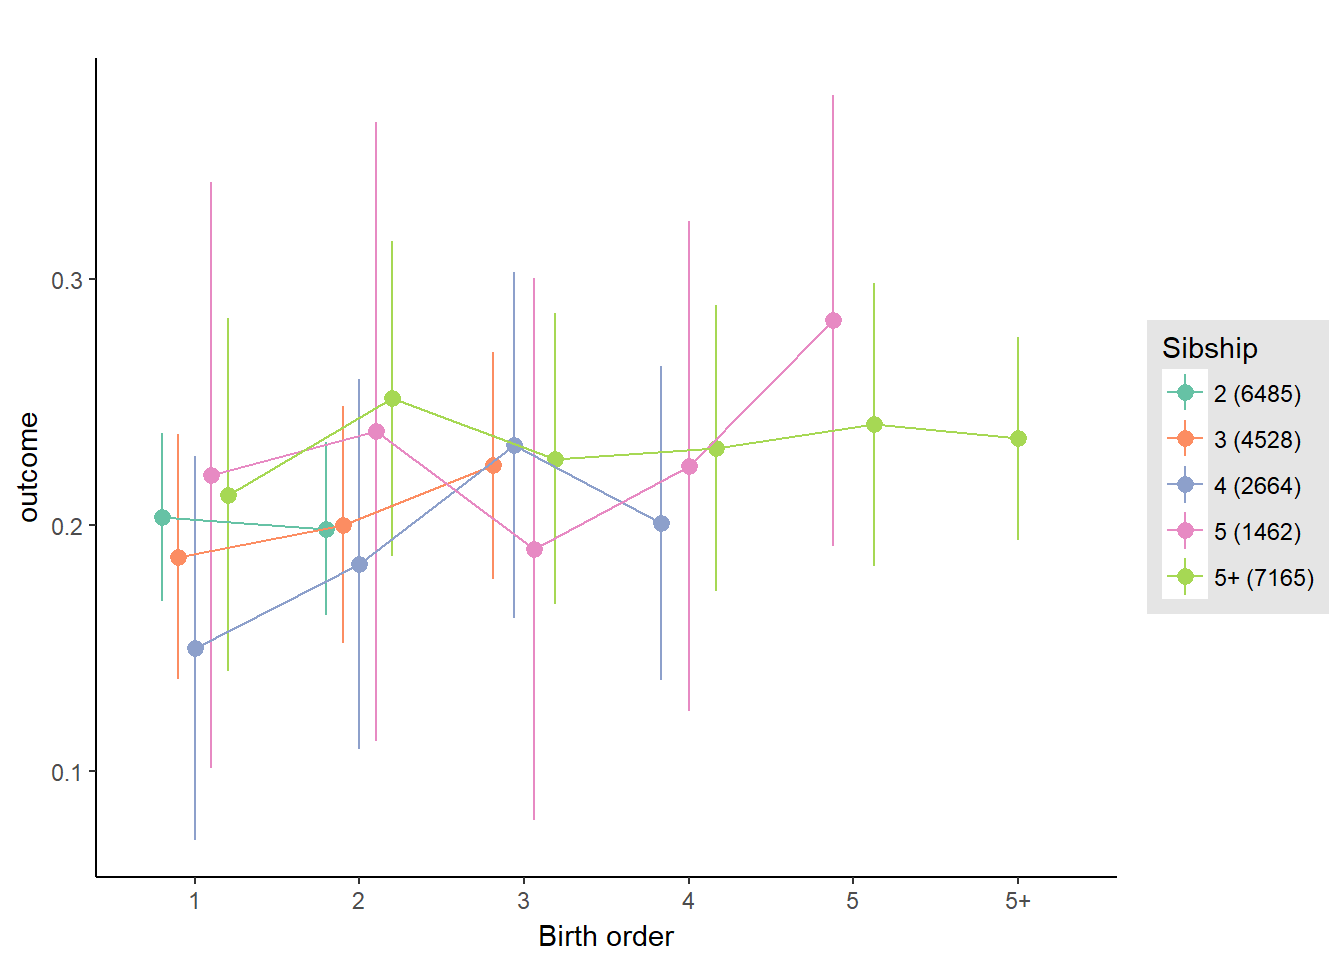 0.3
0.2
0.1
outcome
1 2 3 4 5 5+
Birth order
Sibship
2 (6485)
3 (4528)
4 (2664)
5 (1462)
5+ (7165)